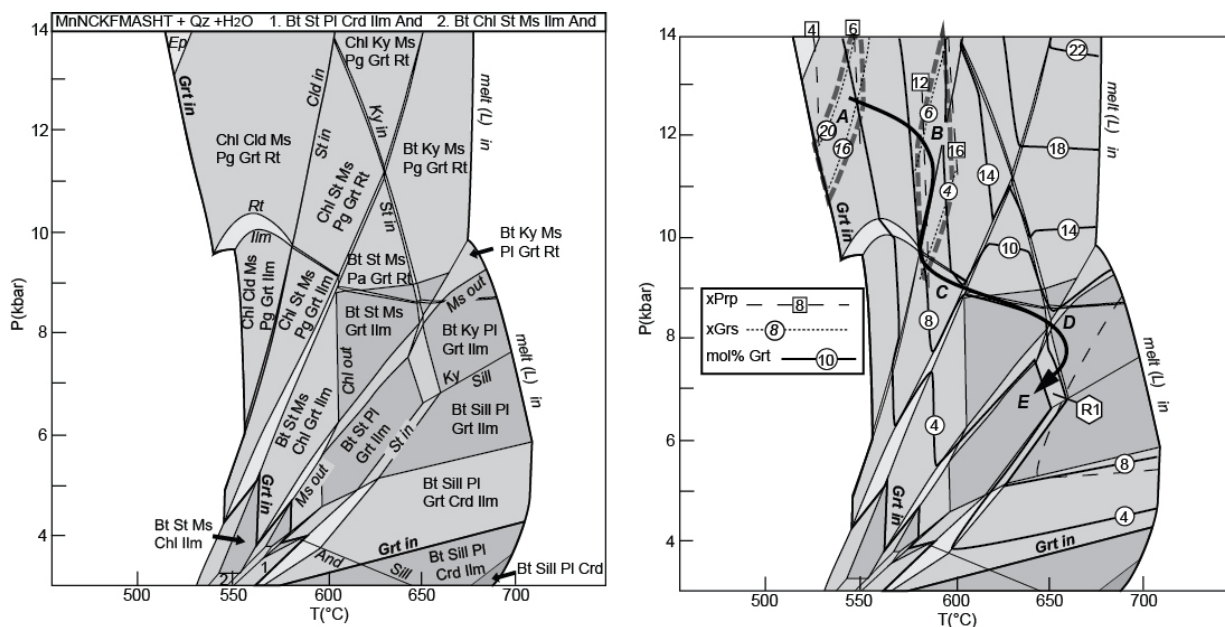 MnNCKFMASHT + Qz +H2O 1. Bt St Pl Crd Ilm And 2. Bt Chl St Ms Ilm And
14
12
10
8
6
4
P(kbar)
500
550
600
650
700
T(°C)
Ep
Grt in
Chl Cld Ms
Pg Grt Rt
Cld in
St in
Chl Ky Ms
Pg Grt Rt
Ky in
Chl St Ms
Pg Grt Rt
Bt Ky Ms
Pg Grt Rt
melt (L) in
St in
Rt
Ilm
Chl Cld Ms
Pg Grt Ilm
Chl St Ms
Pg Grt Ilm
Bt St Ms
Pa Grt Rt
Bt Ky Ms
Pl Grt Rt
Ms out
Bt St Ms
Grt Ilm
Chl out
Bt Ky Pl
Grt Ilm
Ky
Sill
melt (L) in
Bt St Ms
Chl Grt Ilm
Bt St Pl
Grt Ilm
St in
Bt Sill Pl
Grt Ilm
Grt in
Ms out
Bt Sill Pl
Grt Crd Ilm
Bt St Ms
Chl Ilm
2
1
And
Sill
Grt in
Bt Sill Pl
Crd Ilm
Bt Sill Pl Crd
14
12
10
8
6
4
P(kbar)
500
550
600
650
700
T(°C)
4
6
22
12
6
A
B
20
16
16
18
14
4
Grt in
melt (L) in
14
10
xPrp 8
xGrs 8
mol% Grt 10
C
D
8
E
R1
melt (L) in
4
8
Grt in
4
Grt in